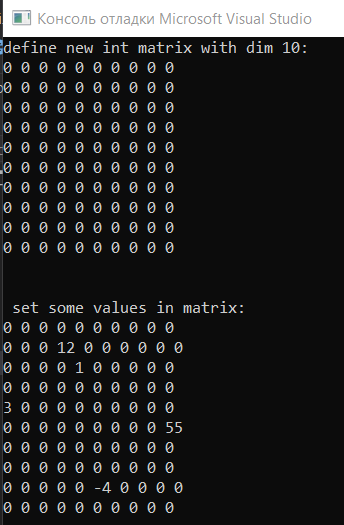 Консоль отладки Microsoft Visual Studio
define new int matrix with dim 10:
0 0 0 0 0 0 0 0 0 0
0 0 0 0 0 0 0 0 0 0
0 0 0 0 0 0 0 0 0 0
0 0 0 0 0 0 0 0 0 0
0 0 0 0 0 0 0 0 0 0
0 0 0 0 0 0 0 0 0 0
0 0 0 0 0 0 0 0 0 0
0 0 0 0 0 0 0 0 0 0
0 0 0 0 0 0 0 0 0 0
0 0 0 0 0 0 0 0 0 0
set some values in matrix:
0 0 0 0 0 0 0 0 0 0
0 0 0 12 0 0 0 0 0 0
0 0 0 0 1 0 0 0 0 0
0 0 0 0 0 0 0 0 0 0
3 0 0 0 0 0 0 0 0 0
0 0 0 0 0 0 0 0 0 55
0 0 0 0 0 0 0 0 0 0
0 0 0 0 0 0 0 0 0 0
0 0 0 0 0 -4 0 0 0 0
0 0 0 0 0 0 0 0 0 0